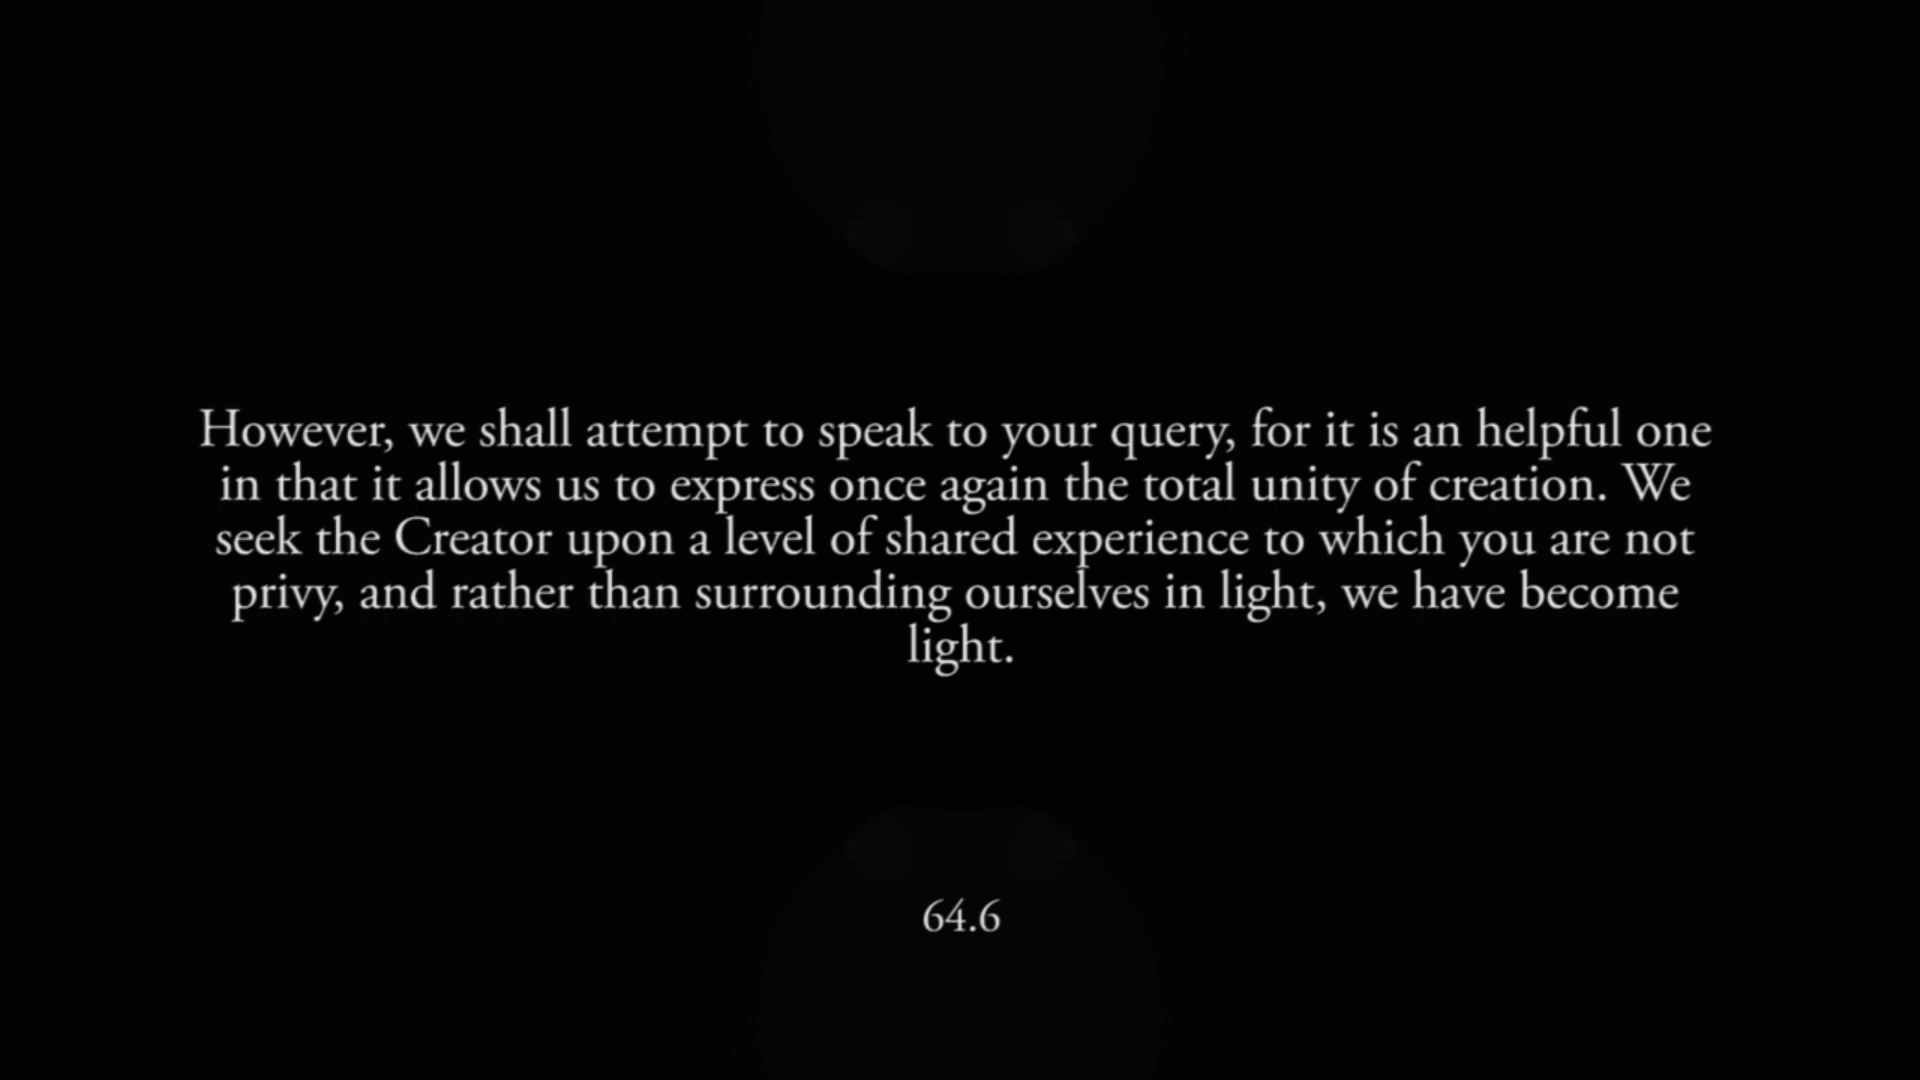 However, we shall attempt to speak to your query, for it is an helpful one
in that it allows us to express once again the total unity of creation. We
seek the Creator upon a level of shared experience to which you are not
privy, and rather than surrounding ourselves in light, we have become
light.
64.6